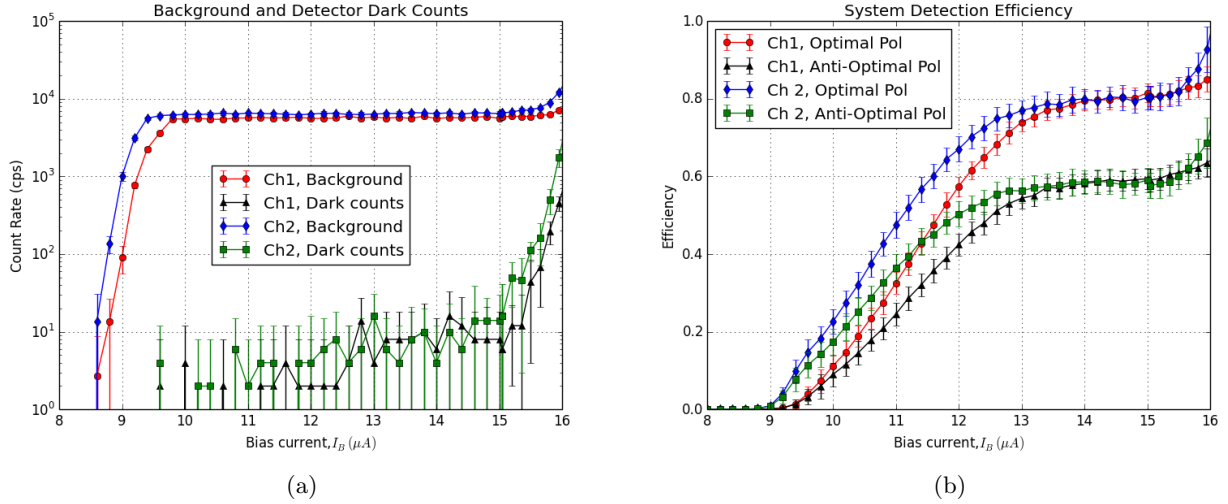 Background and Detector Dark Counts
10^5
10^4
10^3
10^2
10^1
10^0
Count Rate (cps)
Ch1, Background
Ch1, Dark counts
Ch2, Background
Ch2, Dark counts
8 9 10 11 12 13 14 15 16
Bias current, I_B (μA)
(a)
System Detection Efficiency
1.0
0.8
0.6
0.4
0.2
0.0
Efficiency
Ch1, Optimal Pol
Ch1, Anti-Optimal Pol
Ch 2, Optimal Pol
Ch 2, Anti-Optimal Pol
8 9 10 11 12 13 14 15 16
Bias current, I_B (μA)
(b)